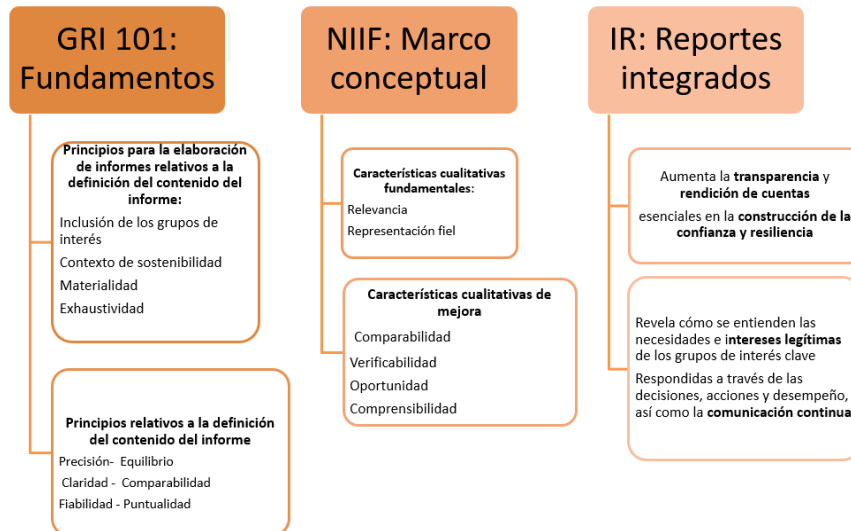 GRI 101:
Fundamentos
Principios para la elaboración
de informes relativos a la
definición del contenido del
informe:
Inclusión de los grupos de
interés
Contexto de sostenibilidad
Materialidad
Exhaustividad
Principios relativos a la definición
del contenido del informe
Precisión- Equilibrio
Claridad - Comparabilidad
Fiabilidad - Puntualidad
NIIF: Marco
conceptual
Características cualitativas
fundamentales:
Relevancia
Representación fiel
Características cualitativas de
mejora
Comparabilidad
Verificabilidad
Oportunidad
Comprensibilidad
IR: Reportes
integrados
Aumenta la transparencia y
rendición de cuentas
esenciales en la construcción de la
confianza y resiliencia
Revela cómo se entienden las
necesidades e intereses legítimas
de los grupos de interés clave
Respondidas a través de las
decisiones, acciones y desempeño,
así como la comunicación continua